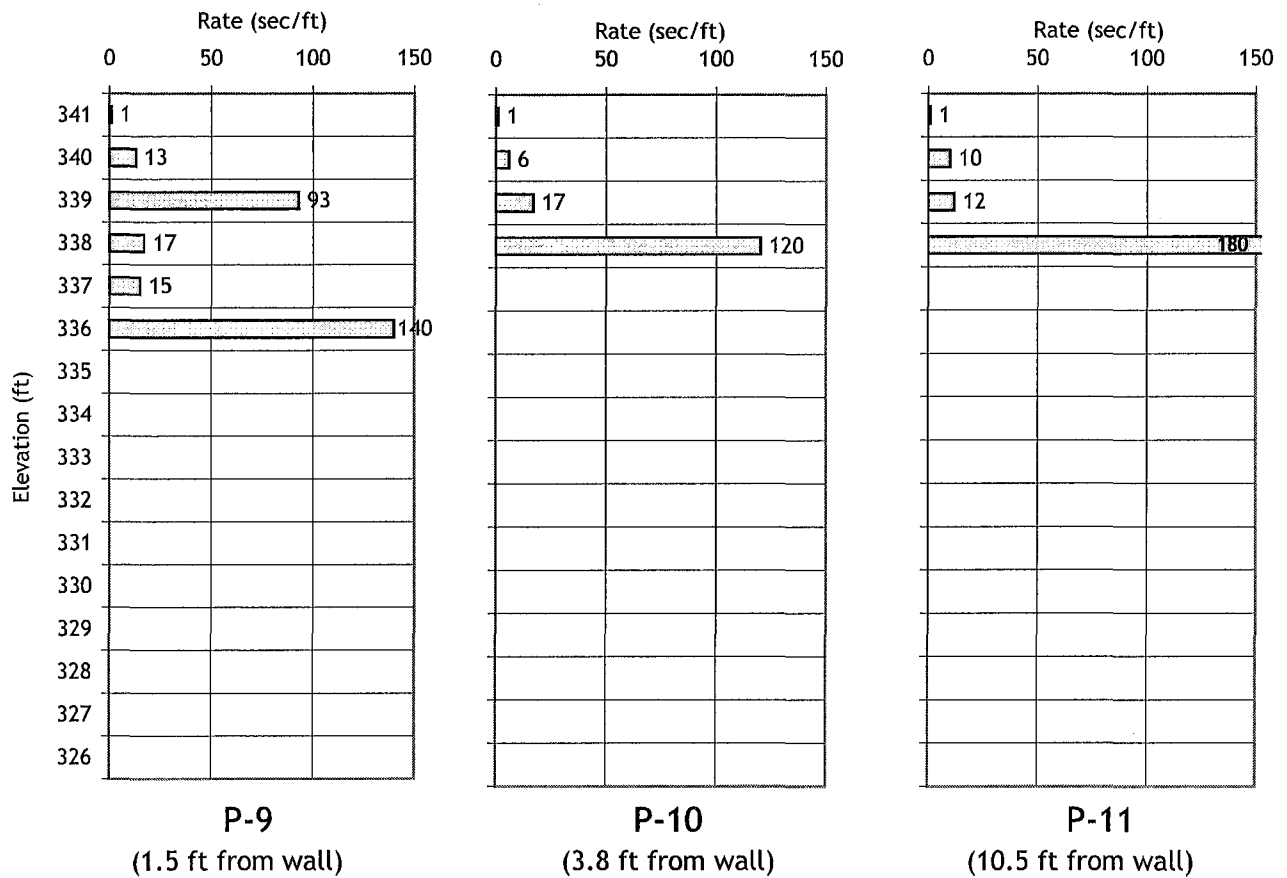 Rate (sec/ft)
0 50 100 150
Rate (sec/ft)
0 50 100 150
Rate (sec/ft)
0 50 100 150
Elevation (ft)
341 1
340 13
339 93
338 17
337 15
336 140
335
334
333
332
331
330
329
328
327
326
1
6
17
120
1
10
12
180
P-9
(1.5 ft from wall)
P-10
(3.8 ft from wall)
P-11
(10.5 ft from wall)